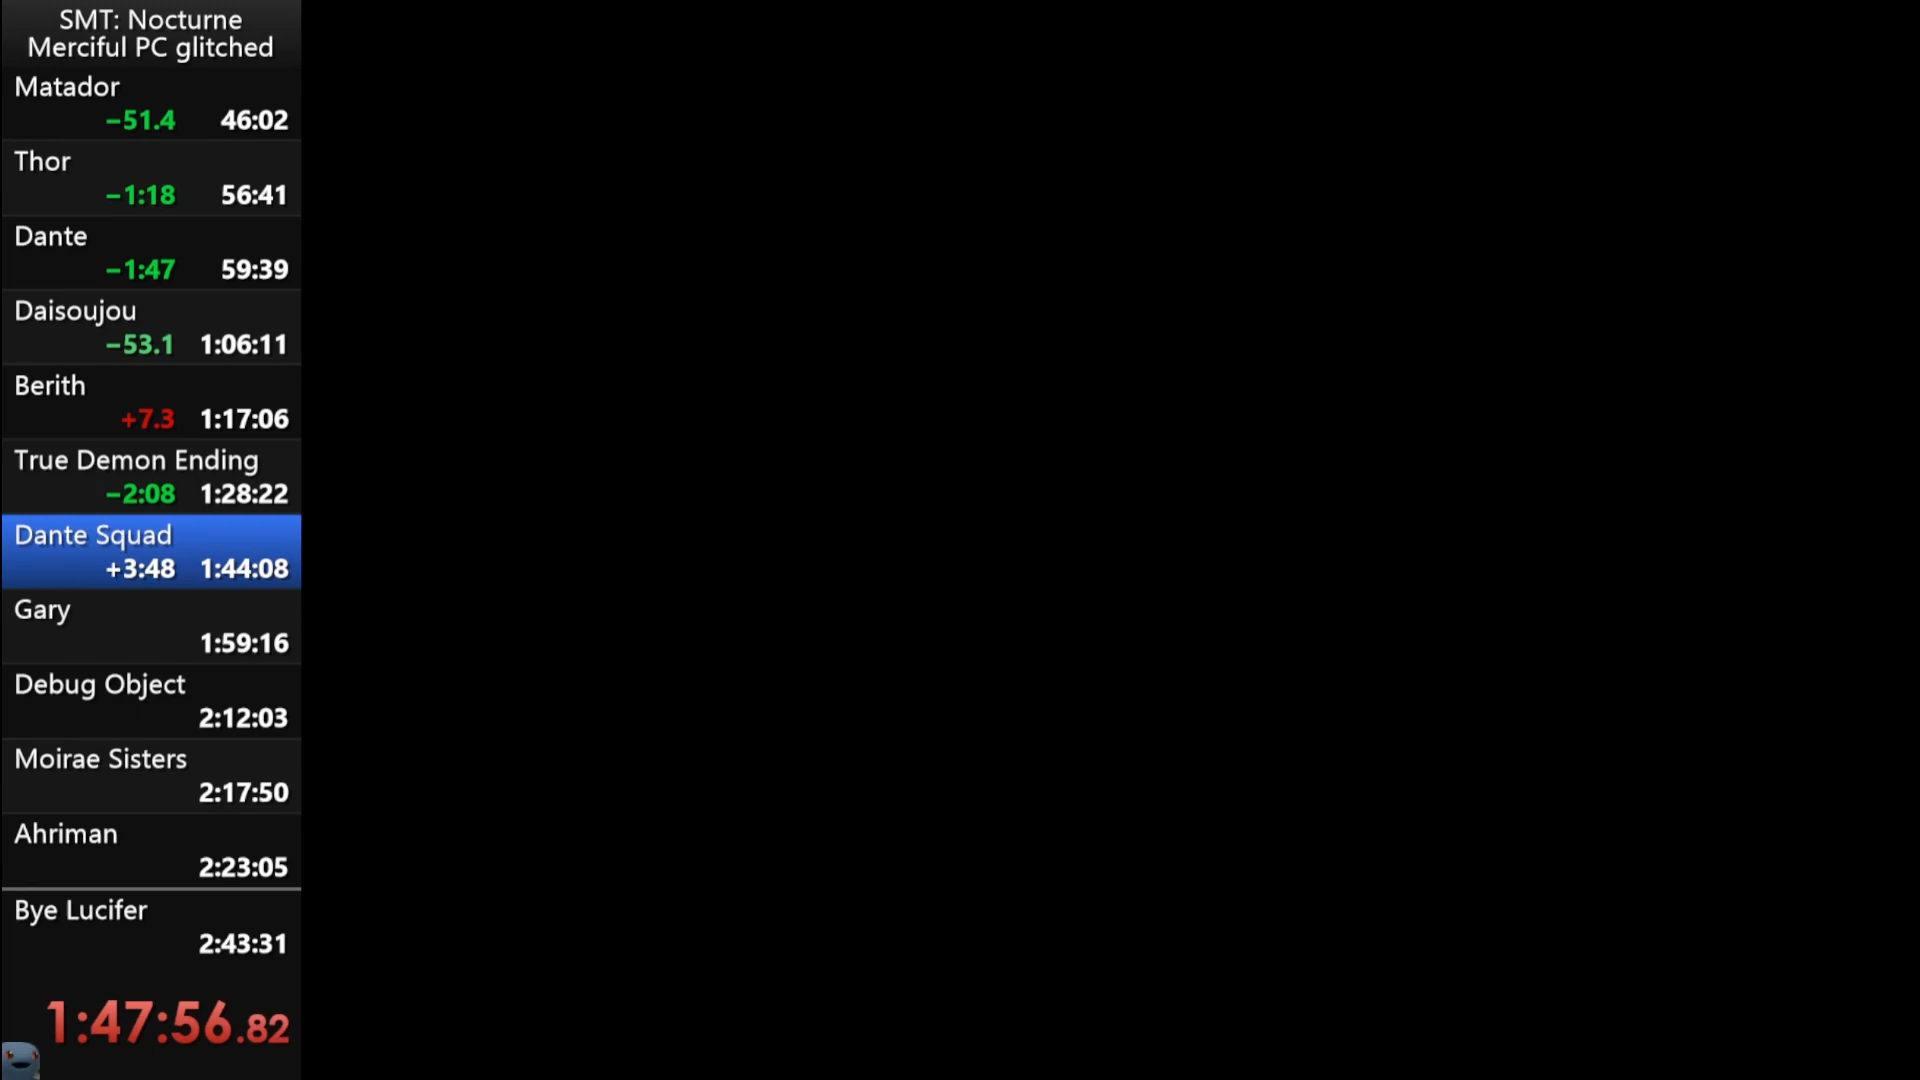 SMT: Nocturne
Merciful PC glitched
Matador
−51.4 46:02
Thor
−1:18 56:41
Dante
−1:47 59:39
Daisoujou
−53.1 1:06:11
Berith
+7.3 1:17:06
True Demon Ending
−2:08 1:28:22
Dante Squad
+3:48 1:44:08
Gary
1:59:16
Debug Object
2:12:03
Moirae Sisters
2:17:50
Ahriman
2:23:05
Bye Lucifer
2:43:31
1:47:56.82